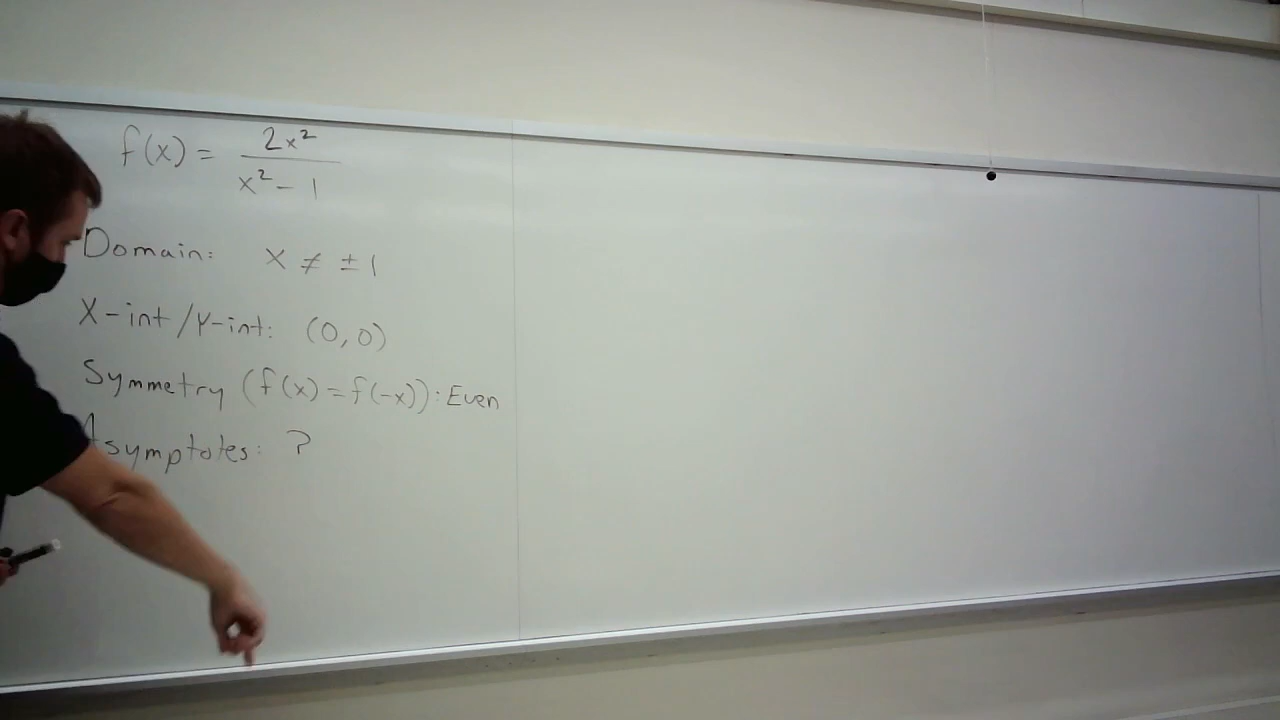 f(x) = 2x² / x² - 1
Domain: x ≠ ±1
X-int/Y-int: (0,0)
Symmetry (f(x) = f(-x)): Even
Asymptotes: ?